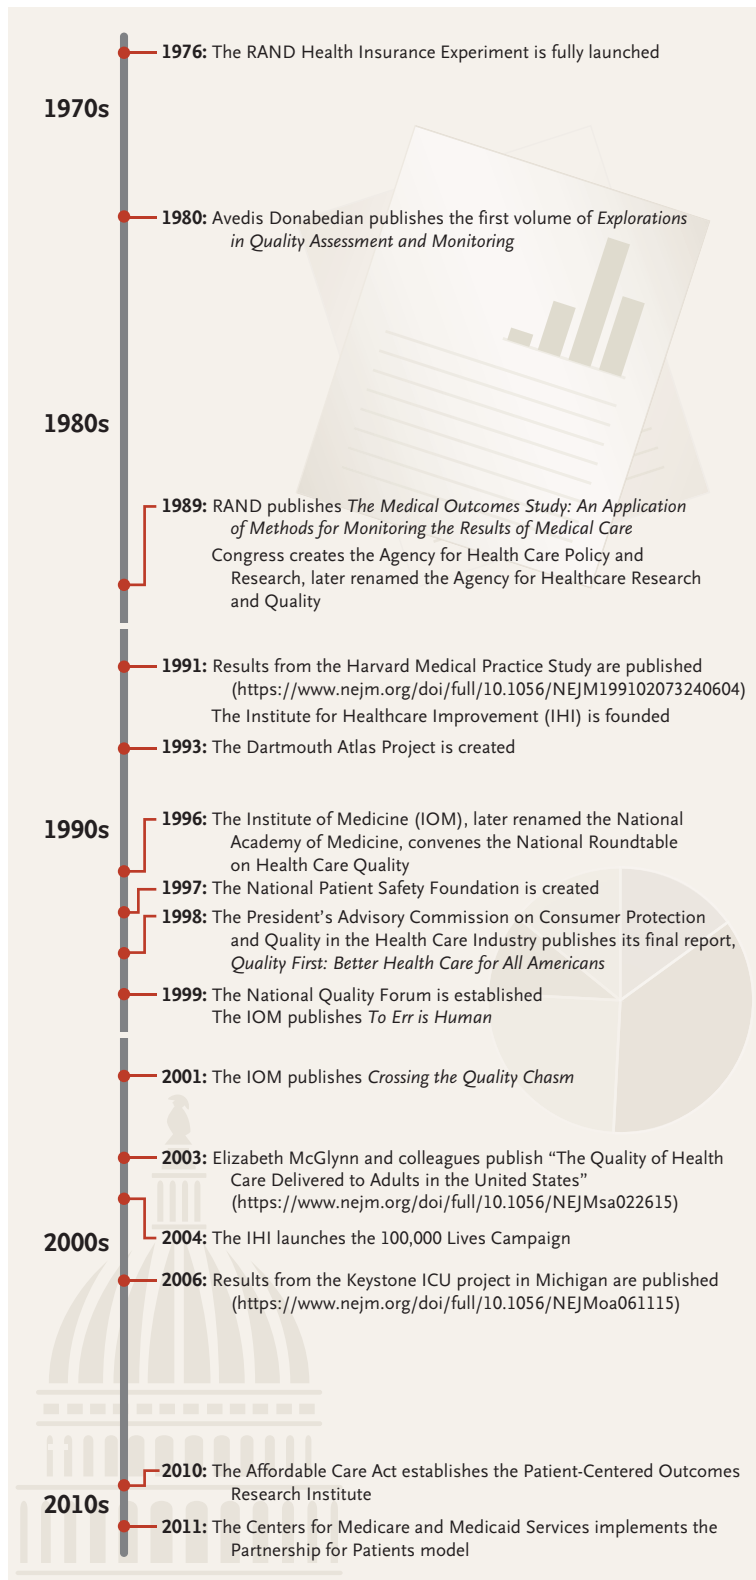 1976: The RAND Health Insurance Experiment is fully launched
1970s
1980: Avedis Donabedian publishes the first volume of Explorations
in Quality Assessment and Monitoring
1980s
1989: RAND publishes The Medical Outcomes Study: An Application
of Methods for Monitoring the Results of Medical Care
Congress creates the Agency for Health Care Policy and
Research, later renamed the Agency for Healthcare Research
and Quality
1991: Results from the Harvard Medical Practice Study are published
(https://www.nejm.org/doi/full/10.1056/NEJM199102073240604)
The Institute for Healthcare Improvement (IHI) is founded
1993: The Dartmouth Atlas Project is created
1990s
1996: The Institute of Medicine (IOM), later renamed the National
Academy of Medicine, convenes the National Roundtable
on Health Care Quality
1997: The National Patient Safety Foundation is created
1998: The President’s Advisory Commission on Consumer Protection
and Quality in the Health Care Industry publishes its final report,
Quality First: Better Health Care for All Americans
1999: The National Quality Forum is established
The IOM publishes To Err is Human
2001: The IOM publishes Crossing the Quality Chasm
2003: Elizabeth McGlynn and colleagues publish “The Quality of Health
Care Delivered to Adults in the United States”
(https://www.nejm.org/doi/full/10.1056/NEJMsa022615)
2000s
2004: The IHI launches the 100,000 Lives Campaign
2006: Results from the Keystone ICU project in Michigan are published
(https://www.nejm.org/doi/full/10.1056/NEJMoa061115)
2010: The Affordable Care Act establishes the Patient-Centered Outcomes
Research Institute
2010s
2011: The Centers for Medicare and Medicaid Services implements the
Partnership for Patients model